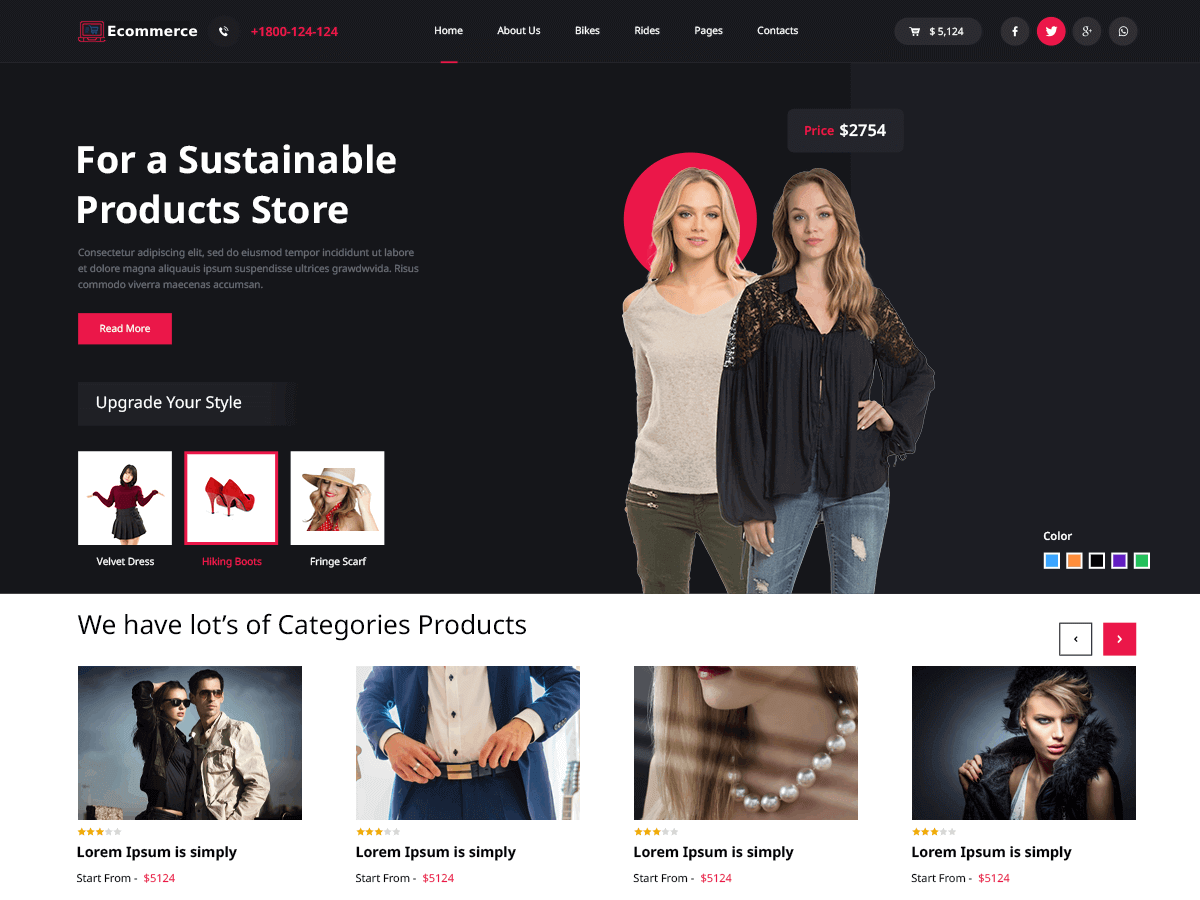 Ecommerce
+1800-124-124
Home
About Us
Bikes
Rides
Pages
Contacts
$ 5,124
Price $2754
For a Sustainable
Products Store
Consectetur adipiscing elit, sed do eiusmod tempor incididunt ut labore
et dolore magna aliquauis ipsum suspendisse ultrices grawdwvida. Risus
commodo viverra maecenas accumsan.
Read More
Upgrade Your Style
Velvet Dress
Hiking Boots
Fringe Scarf
Color
We have lot’s of Categories Products
Lorem Ipsum is simply
Start From - $5124
Lorem Ipsum is simply
Start From - $5124
Lorem Ipsum is simply
Start From - $5124
Lorem Ipsum is simply
Start From - $5124